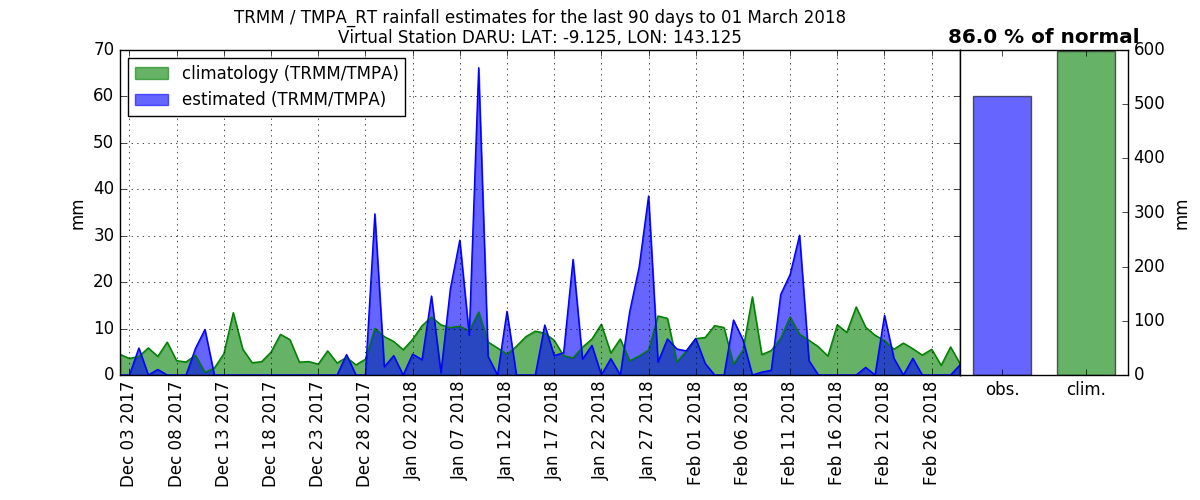 TRMM / TMPA_RT rainfall estimates for the last 90 days to 01 March 2018
Virtual Station DARU: LAT: -9.125, LON: 143.125
86.0 % of normal
climatology (TRMM/TMPA)
estimated (TRMM/TMPA)
70
60
50
40
30
20
10
0
mm
600
500
400
300
200
100
0
mm
Dec 03 2017
Dec 08 2017
Dec 13 2017
Dec 18 2017
Dec 23 2017
Dec 28 2017
Jan 02 2018
Jan 07 2018
Jan 12 2018
Jan 17 2018
Jan 22 2018
Jan 27 2018
Feb 01 2018
Feb 06 2018
Feb 11 2018
Feb 16 2018
Feb 21 2018
Feb 26 2018
obs.
clim.